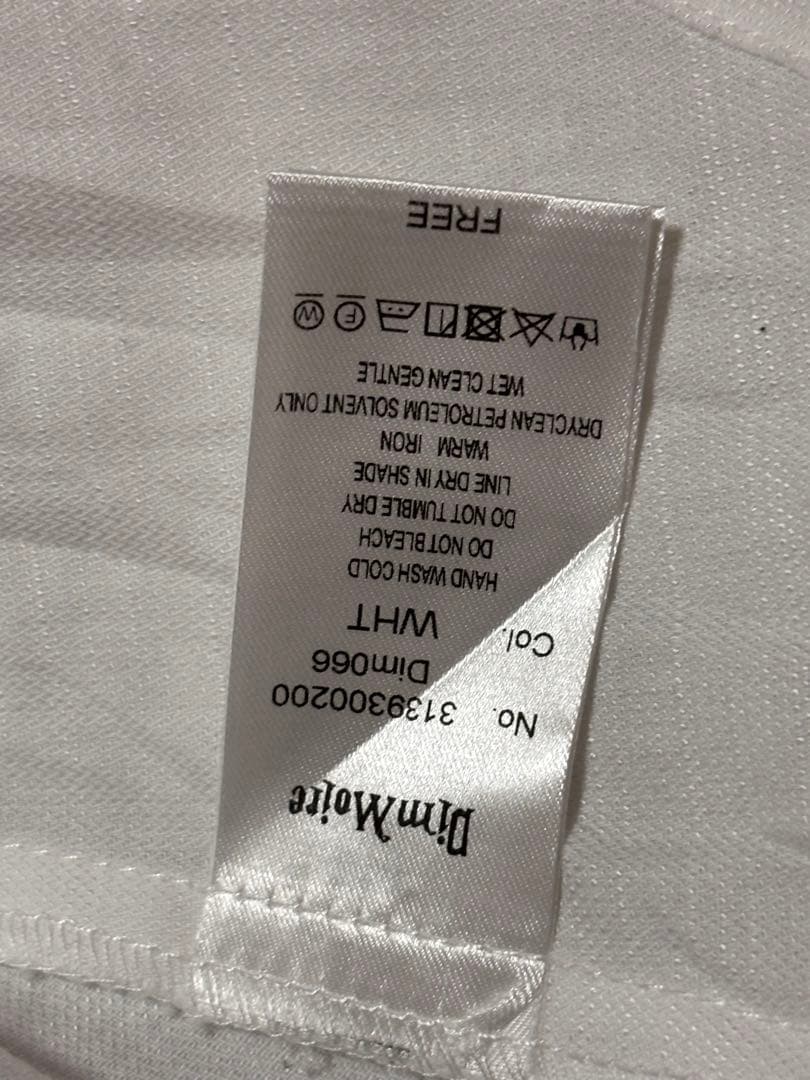 DimMoire
No. 3139300200
Dim066
Col. WHT
HAND WASH COLD
DO NOT BLEACH
DO NOT TUMBLE DRY
LINE DRY IN SHADE
WARM IRON
DRYCLEAN PETROLEUM SOLVENT ONLY
WET CLEAN GENTLE
F W
FREE